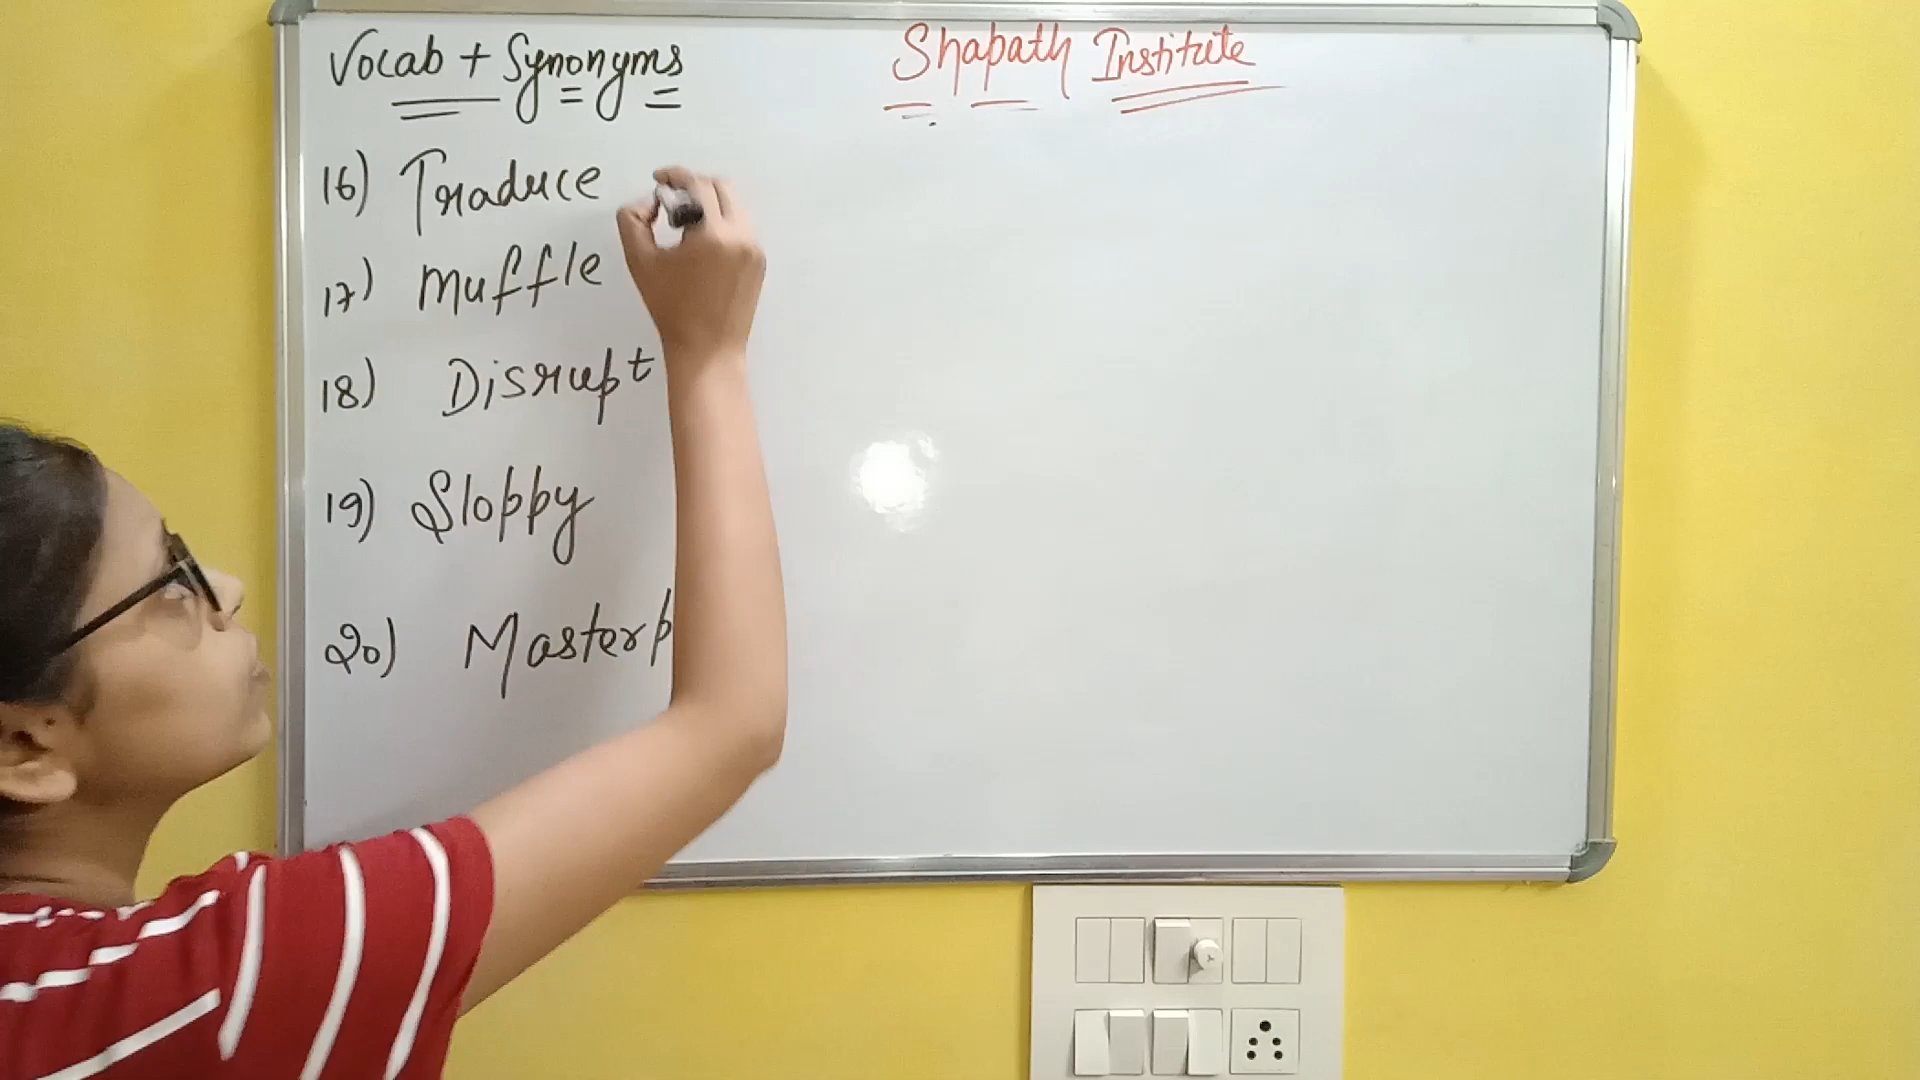 Vocab + Synonyms
Shapath Institute
16) Traduce
17) Muffle
18) Disrupt
19) Sloppy
20) Masterp